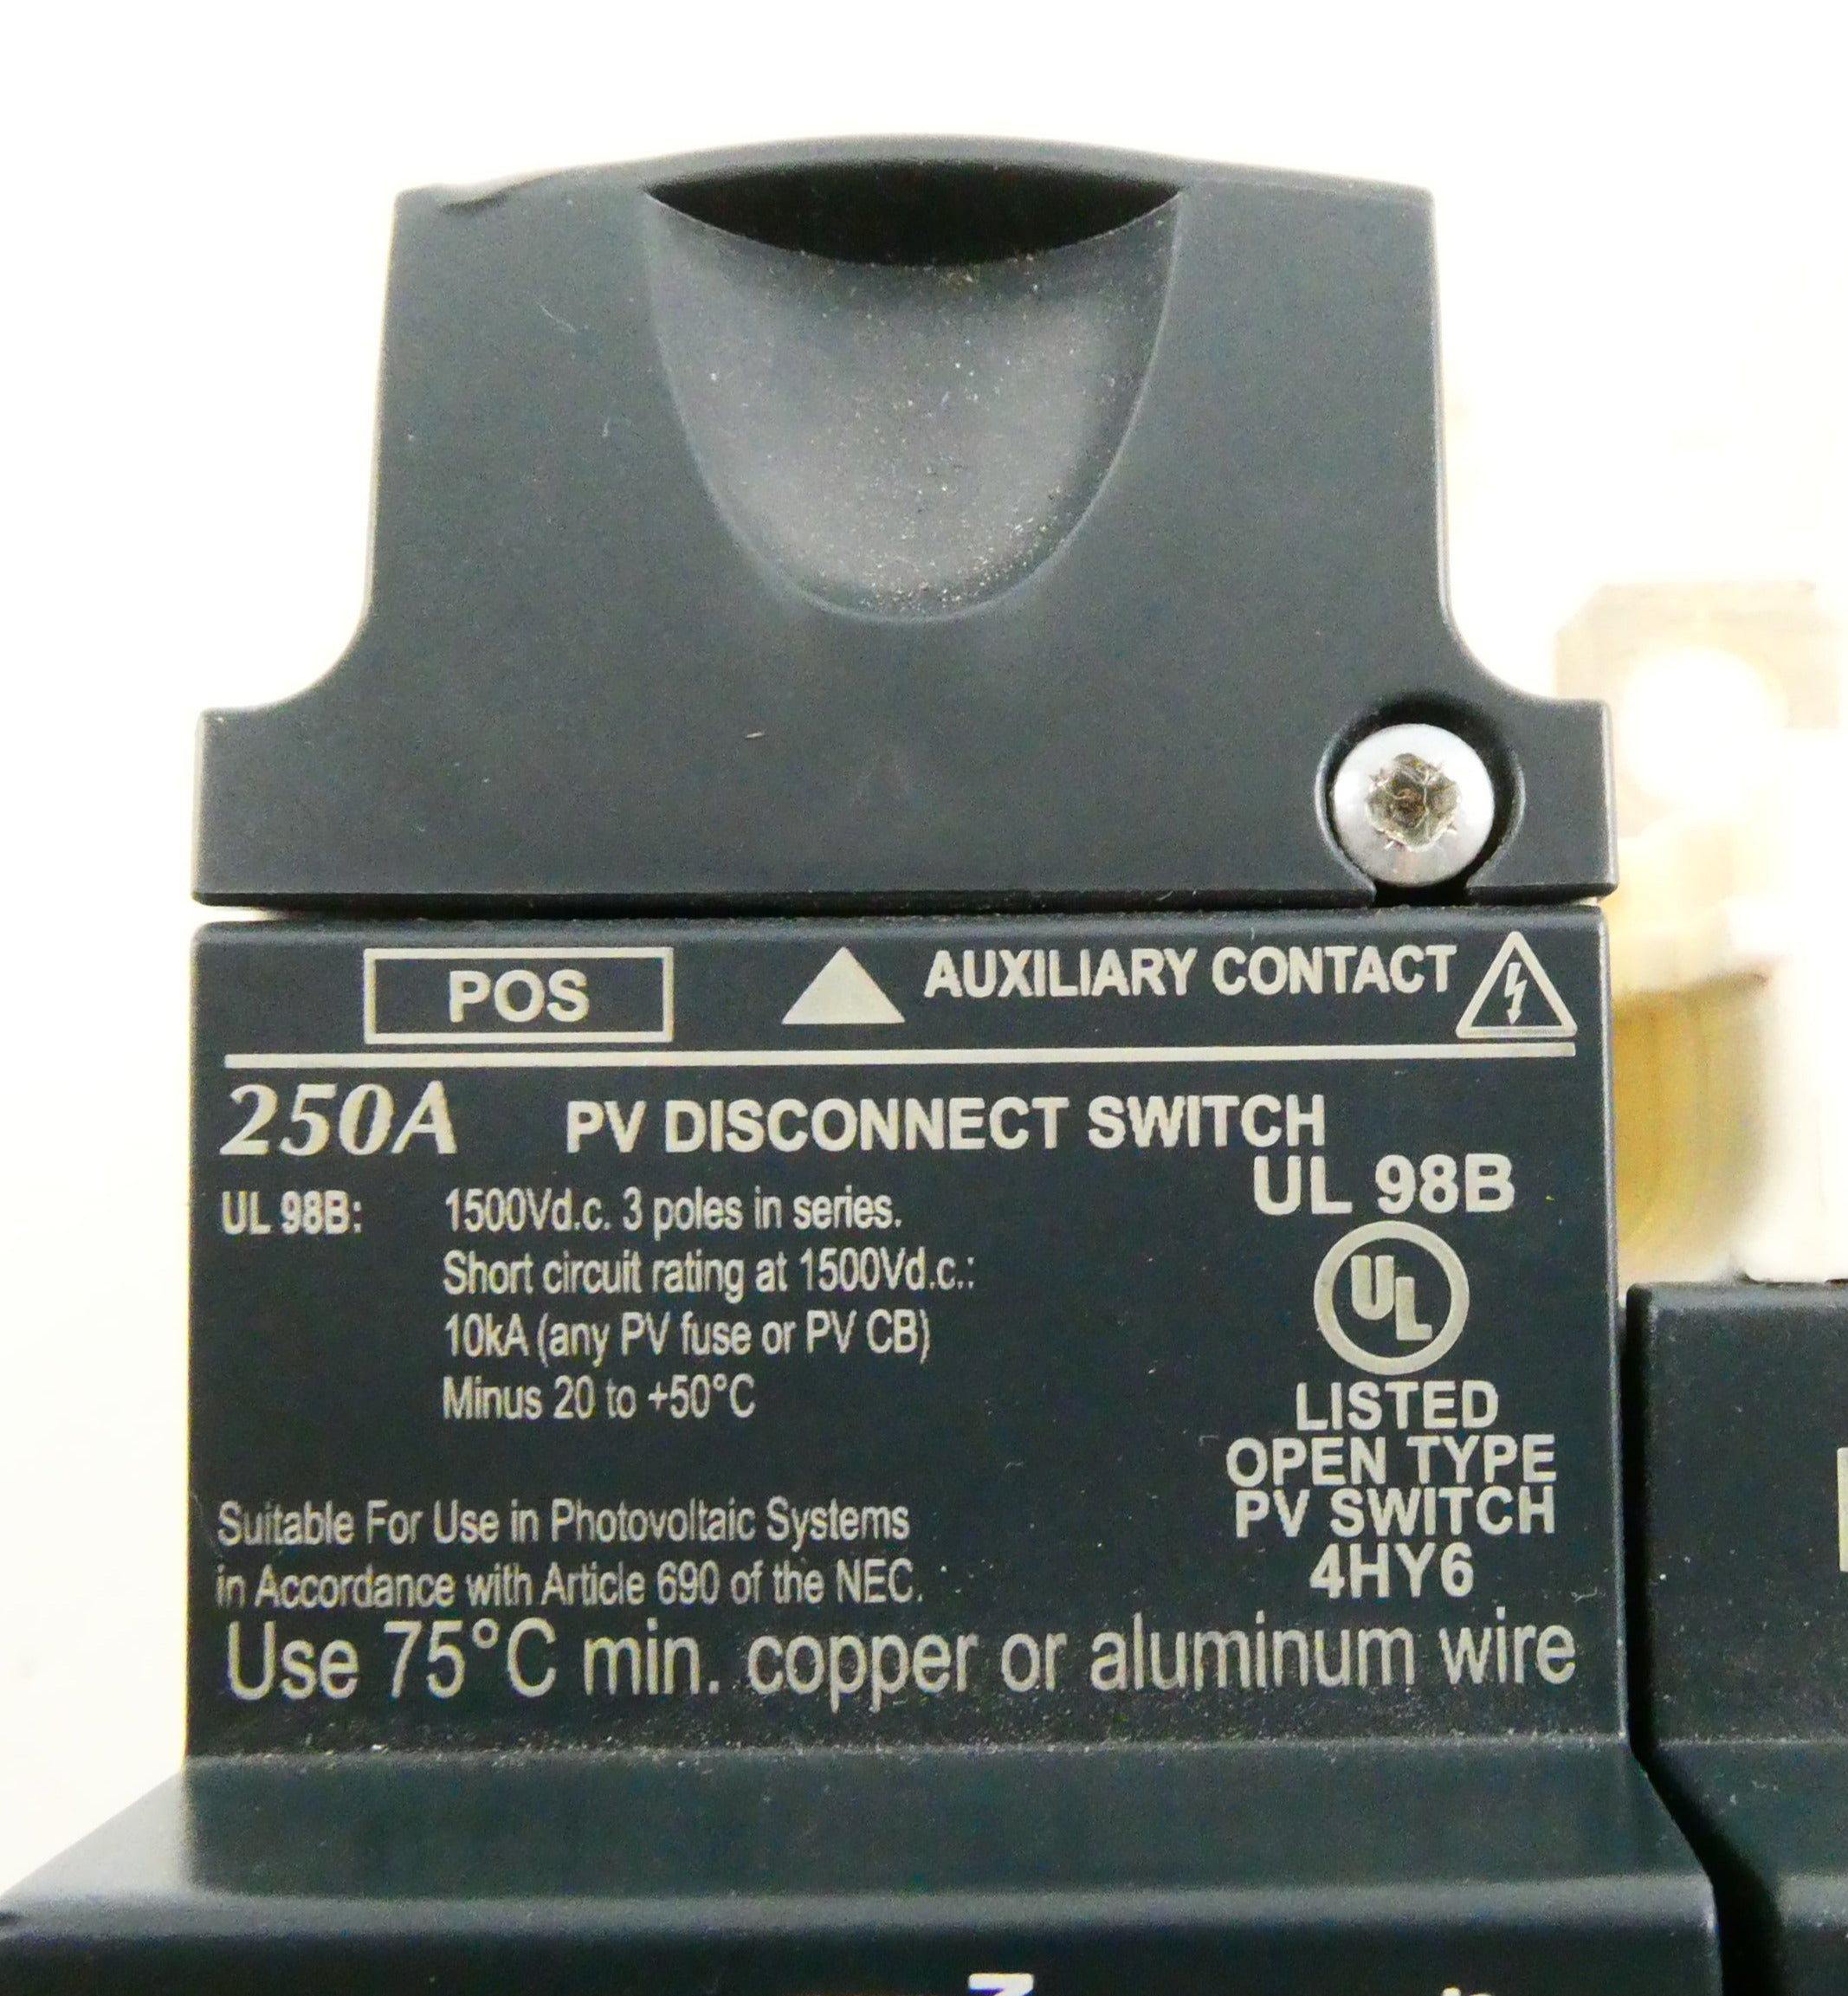 POS AUXILIARY CONTACT
250A PV DISCONNECT SWITCH
UL 98B
UL 98B: 1500Vd.c. 3 poles in series.
Short circuit rating at 1500Vd.c.:
10kA (any PV fuse or PV CB)
Minus 20 to +50°C
UL
LISTED
OPEN TYPE
PV SWITCH
4HY6
Suitable For Use in Photovoltaic Systems
in Accordance with Article 690 of the NEC.
Use 75°C min. copper or aluminum wire